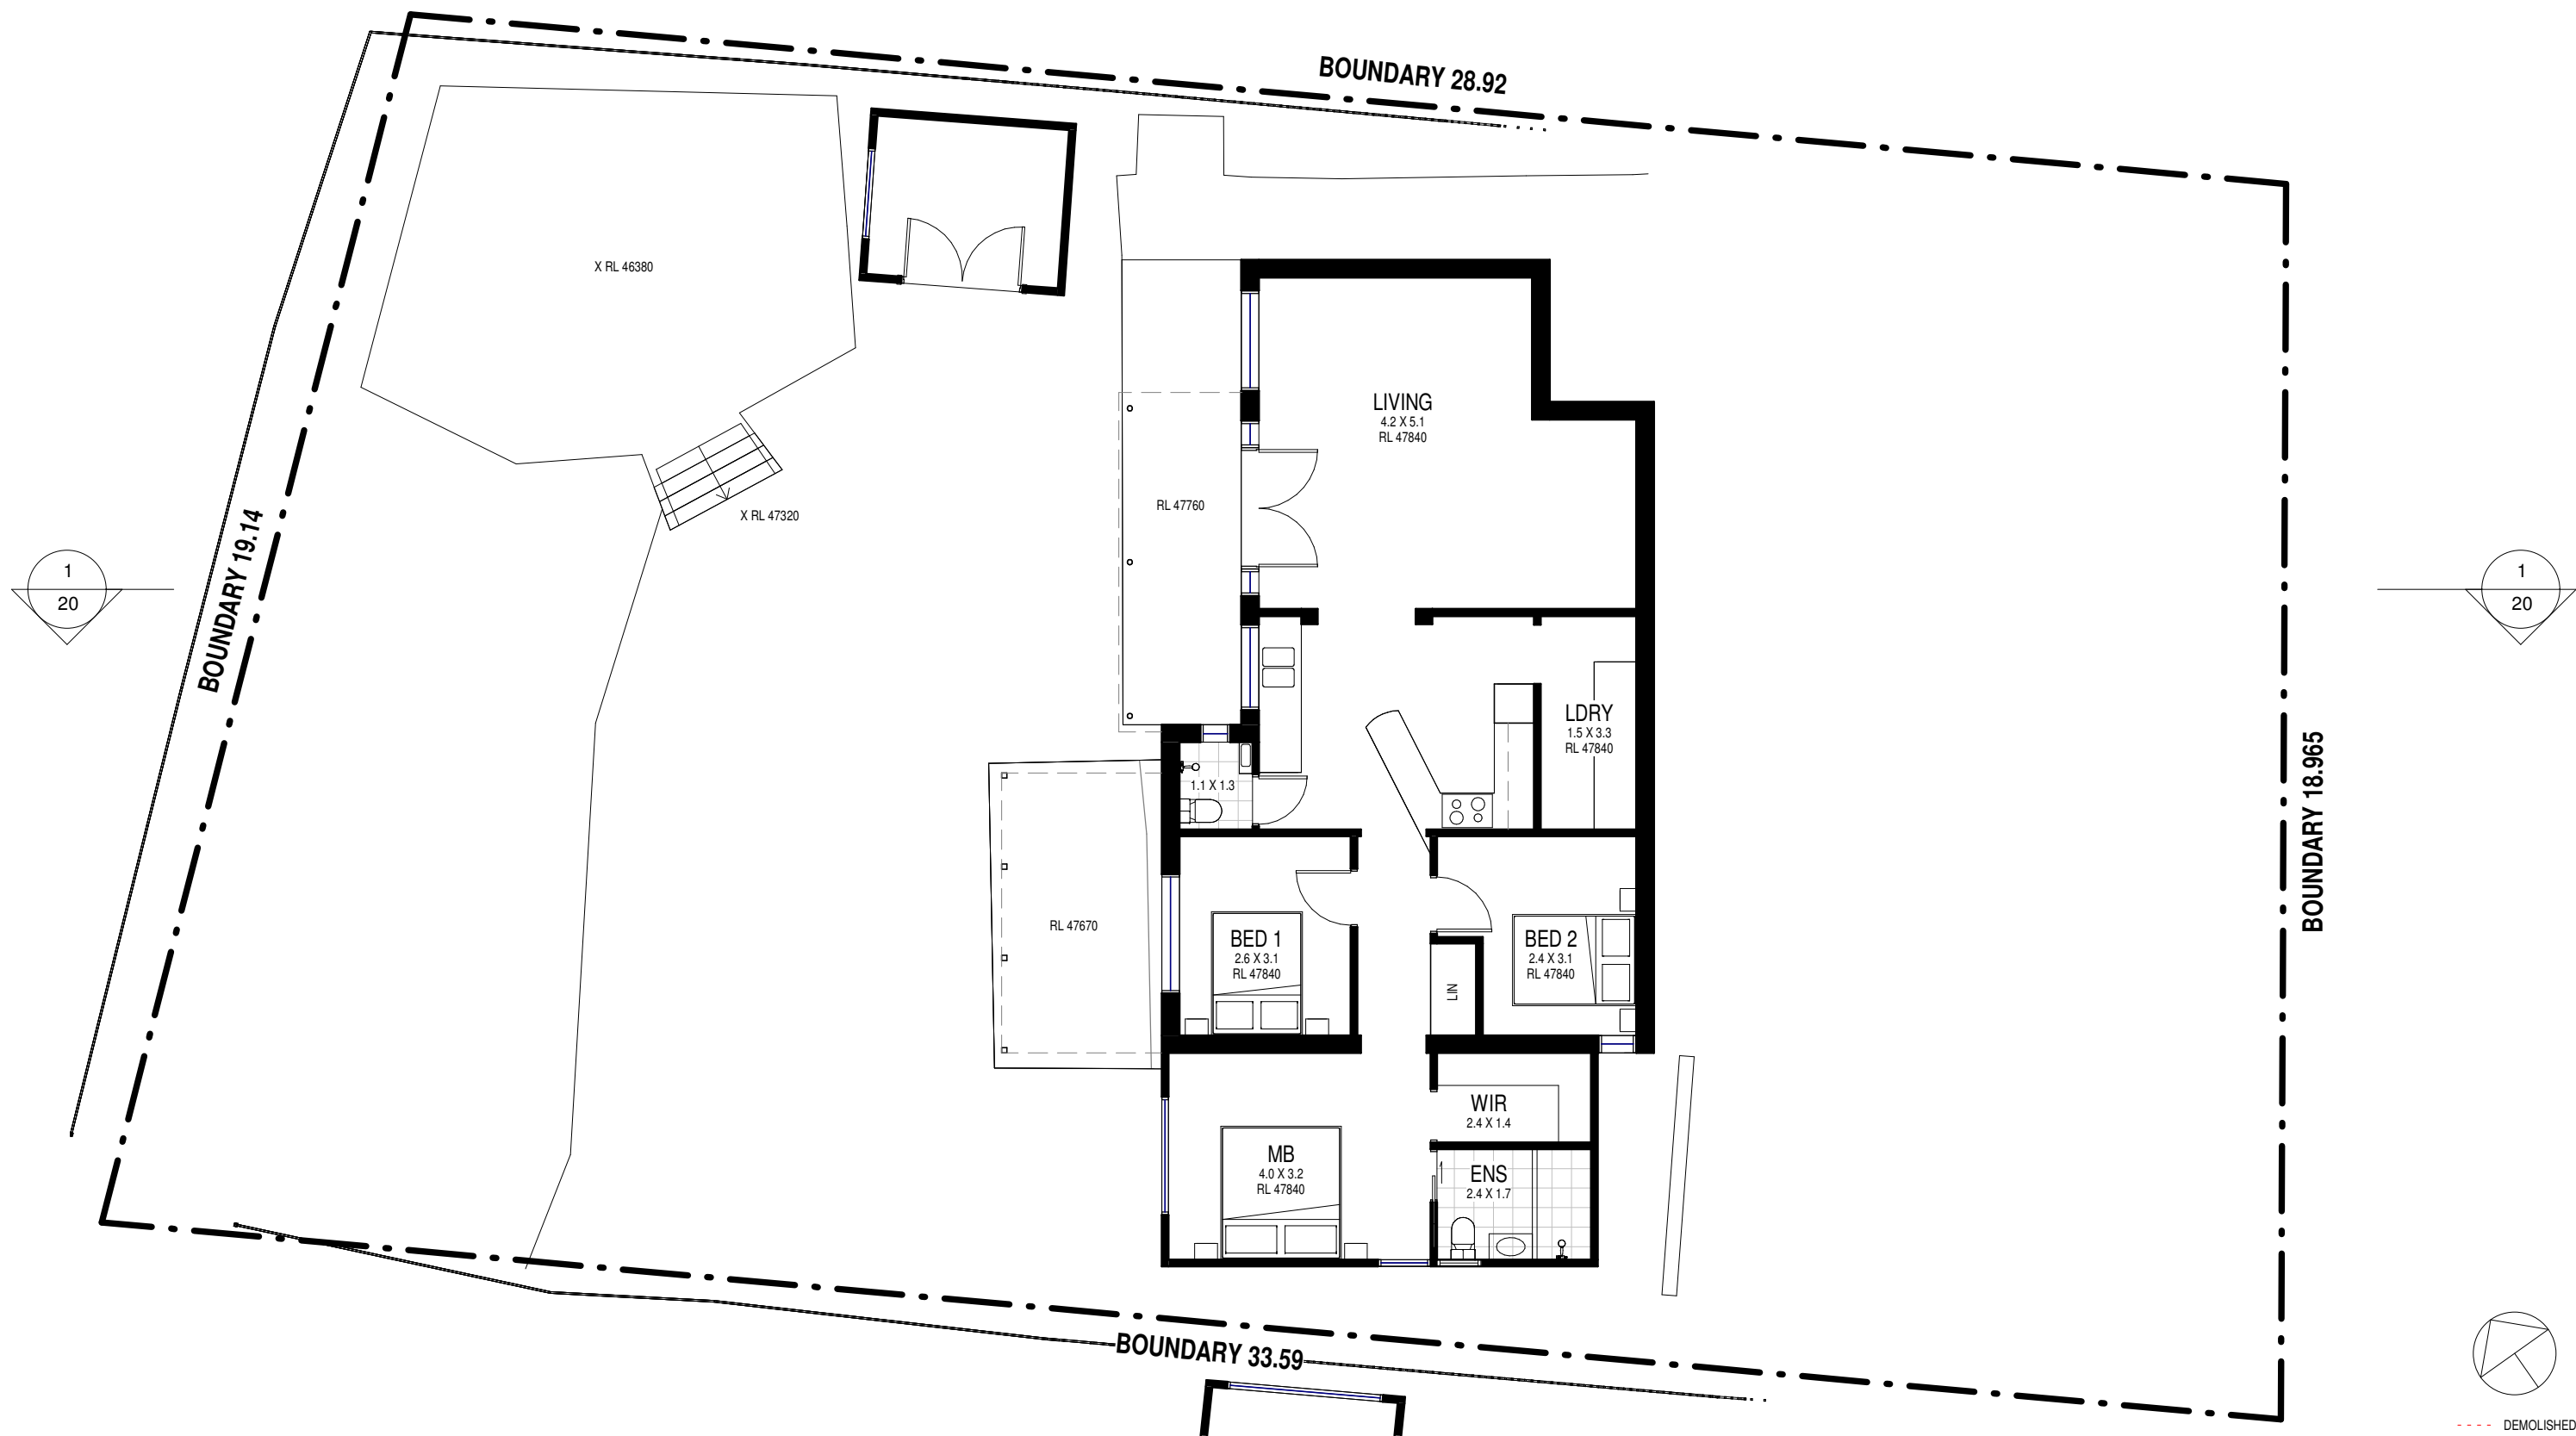 BOUNDARY 28.92
X RL 46380
LIVING
4.2 X 5.1
RL 47840
RL 47760
X RL 47320
BOUNDARY 19.14
1
20
1
20
LDRY
1.5 X 3.3
RL 47840
BOUNDARY 18.965
1.1 X 1.3
RL 47670
BED 1
2.6 X 3.1
RL 47840
BED 2
2.4 X 3.1
RL 47840
LIN
WIR
2.4 X 1.4
MB
4.0 X 3.2
RL 47840
ENS
2.4 X 1.7
BOUNDARY 33.59
DEMOLISHED